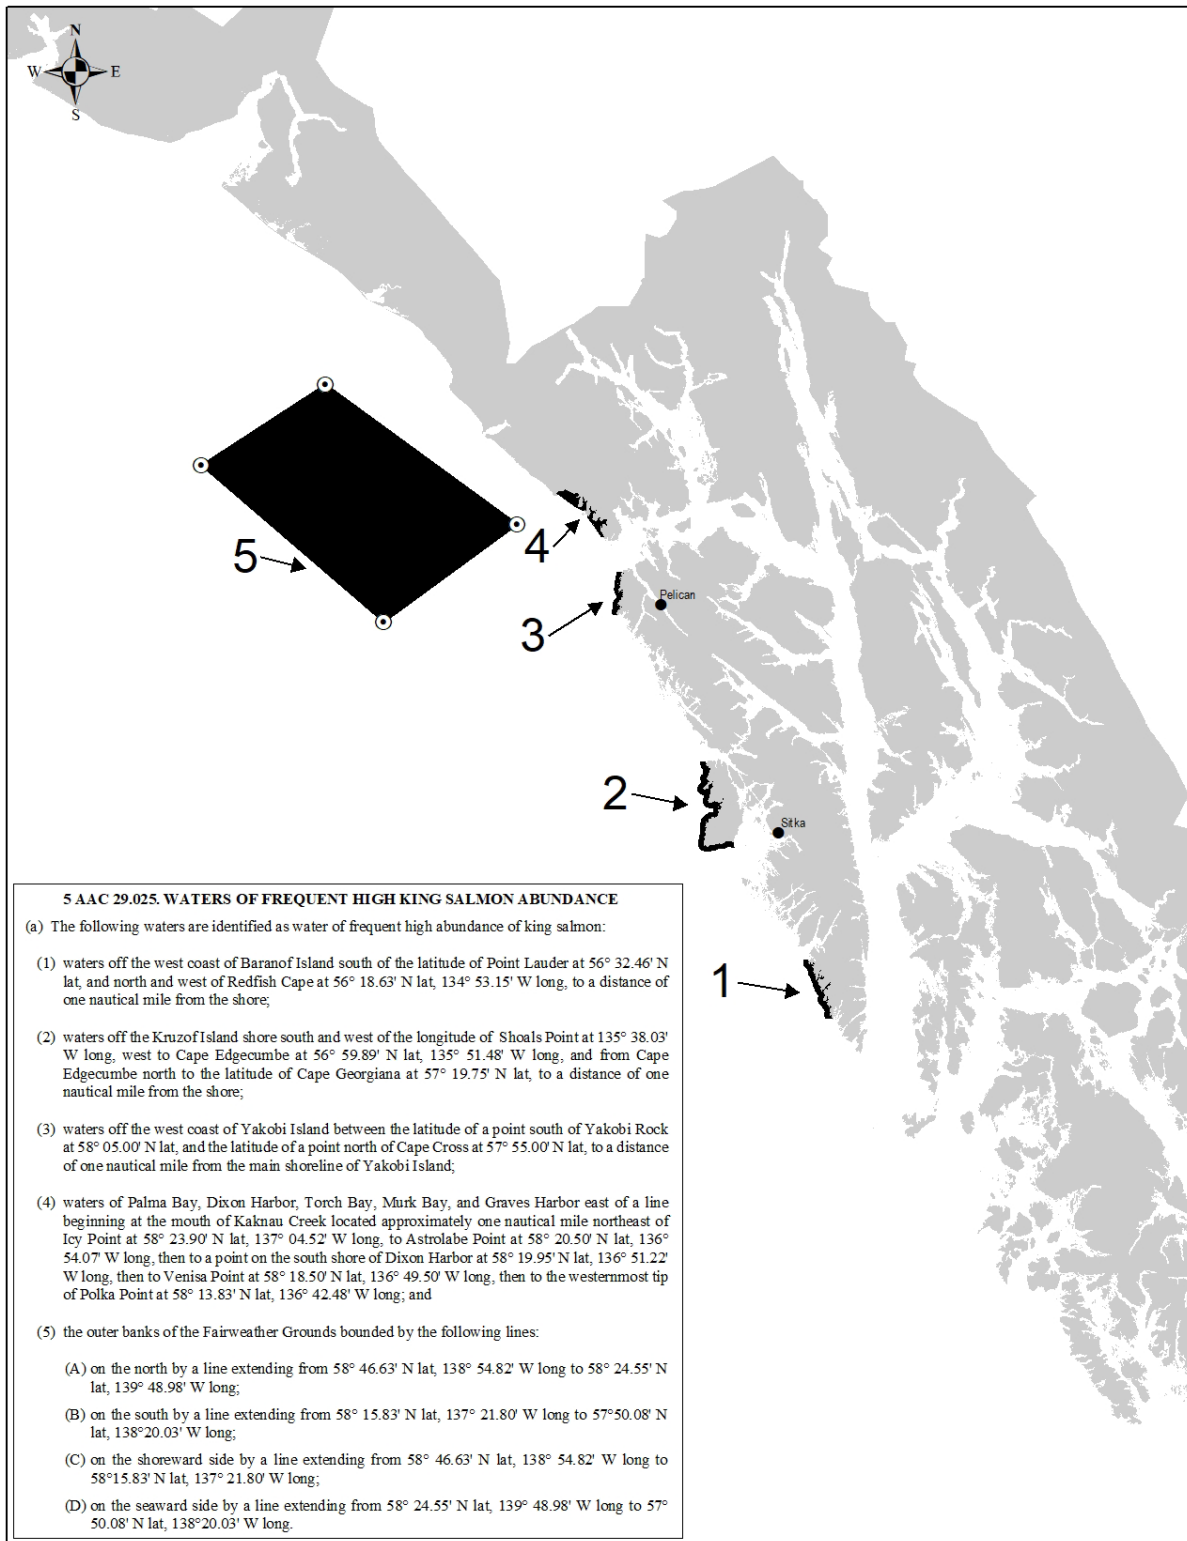 N
W E
S
5
4
3
Pelican
2
Sitka
1
5 AAC 29.025. WATERS OF FREQUENT HIGH KING SALMON ABUNDANCE
(a) The following waters are identified as water of frequent high abundance of king salmon:
(1) waters off the west coast of Baranof Island south of the latitude of Point Lauder at 56° 32.46' N
lat, and north and west of Redfish Cape at 56° 18.63' N lat, 134° 53.15' W long, to a distance of
one nautical mile from the shore;
(2) waters off the Kruzof Island shore south and west of the longitude of Shoals Point at 135° 38.03'
W long, west to Cape Edgecumbe at 56° 59.89' N lat, 135° 51.48' W long, and from Cape
Edgecumbe north to the latitude of Cape Georgiana at 57° 19.75' N lat, to a distance of one
nautical mile from the shore;
(3) waters off the west coast of Yakobi Island between the latitude of a point south of Yakobi Rock
at 58° 05.00' N lat, and the latitude of a point north of Cape Cross at 57° 55.00' N lat, to a distance
of one nautical mile from the main shoreline of Yakobi Island;
(4) waters of Palma Bay, Dixon Harbor, Torch Bay, Murk Bay, and Graves Harbor east of a line
beginning at the mouth of Kaknau Creek located approximately one nautical mile northeast of
Icy Point at 58° 23.90' N lat, 137° 04.52' W long, to Astrolabe Point at 58° 20.50' N lat, 136°
54.07' W long, then to a point on the south shore of Dixon Harbor at 58° 19.95' N lat, 136° 51.22'
W long, then to Venisa Point at 58° 18.50' N lat, 136° 49.50' W long, then to the westernmost tip
of Polka Point at 58° 13.83' N lat, 136° 42.48' W long; and
(5) the outer banks of the Fairweather Grounds bounded by the following lines:
(A) on the north by a line extending from 58° 46.63' N lat, 138° 54.82' W long to 58° 24.55' N
lat, 139° 48.98' W long;
(B) on the south by a line extending from 58° 15.83' N lat, 137° 21.80' W long to 57°50.08' N
lat, 138°20.03' W long;
(C) on the shoreward side by a line extending from 58° 46.63' N lat, 138° 54.82' W long to
58°15.83' N lat, 137° 21.80' W long;
(D) on the seaward side by a line extending from 58° 24.55' N lat, 139° 48.98' W long to 57°
50.08' N lat, 138°20.03' W long.